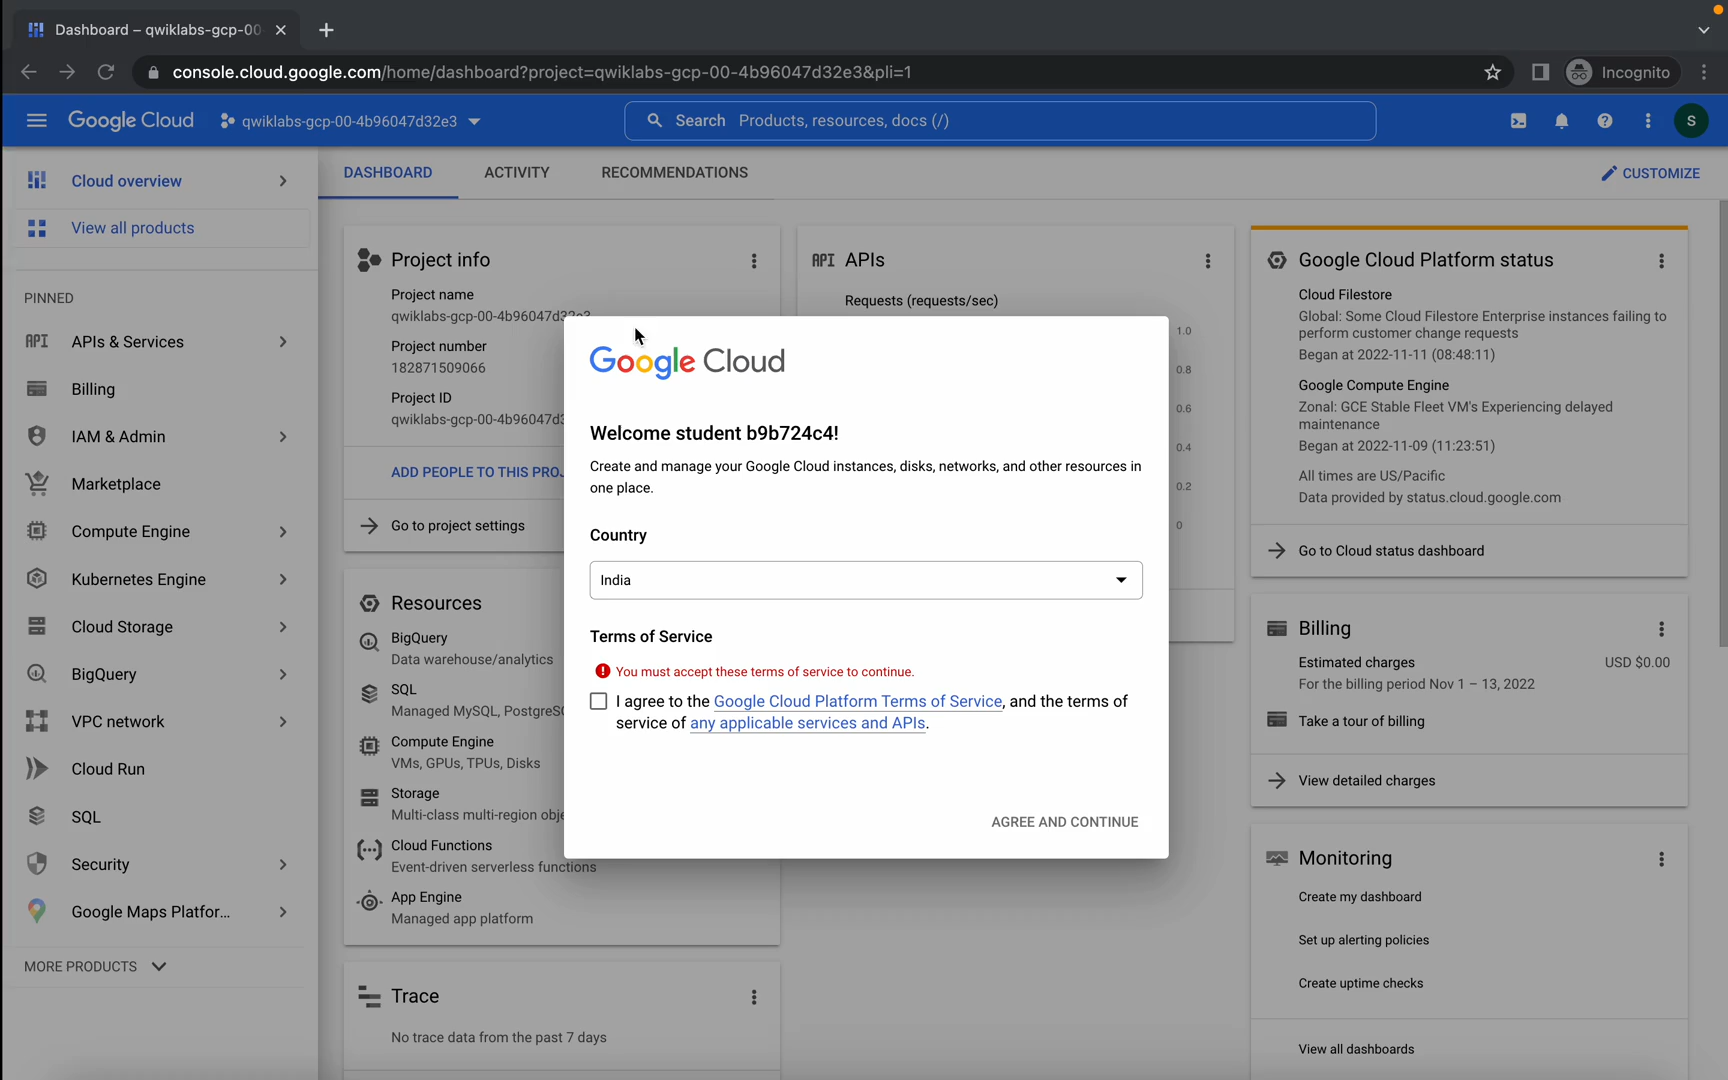 Dashboard – qwiklabs-gcp-00
console.cloud.google.com/home/dashboard?project=qwiklabs-gcp-00-4b96047d32e3&pli=1
Incognito
Google Cloud
qwiklabs-gcp-00-4b96047d32e3
Search Products, resources, docs (/)
S
Cloud overview
View all products
PINNED
API APIs & Services
Billing
IAM & Admin
Marketplace
Compute Engine
Kubernetes Engine
Cloud Storage
BigQuery
VPC network
Cloud Run
SQL
Security
Google Maps Platfor...
MORE PRODUCTS
DASHBOARD
ACTIVITY
RECOMMENDATIONS
CUSTOMIZE
Project info
Project name
qwiklabs-gcp-00-4b96047d32e3
Project number
182871509066
Project ID
qwiklabs-gcp-00-4b96047d3
ADD PEOPLE TO THIS PROJ
Go to project settings
Resources
BigQuery
Data warehouse/analytics
SQL
Managed MySQL, PostgreS
Compute Engine
VMs, GPUs, TPUs, Disks
Storage
Multi-class multi-region obje
Cloud Functions
Event-driven serverless functions
App Engine
Managed app platform
Trace
No trace data from the past 7 days
API APIs
Requests (requests/sec)
1.0
0.8
0.6
0.4
0.2
0
Google Cloud
Welcome student b9b724c4!
Create and manage your Google Cloud instances, disks, networks, and other resources in
one place.
Country
India
Terms of Service
You must accept these terms of service to continue.
I agree to the Google Cloud Platform Terms of Service, and the terms of
service of any applicable services and APIs.
AGREE AND CONTINUE
Google Cloud Platform status
Cloud Filestore
Global: Some Cloud Filestore Enterprise instances failing to
perform customer change requests
Began at 2022-11-11 (08:48:11)
Google Compute Engine
Zonal: GCE Stable Fleet VM's Experiencing delayed
maintenance
Began at 2022-11-09 (11:23:51)
All times are US/Pacific
Data provided by status.cloud.google.com
Go to Cloud status dashboard
Billing
Estimated charges USD $0.00
For the billing period Nov 1 – 13, 2022
Take a tour of billing
View detailed charges
Monitoring
Create my dashboard
Set up alerting policies
Create uptime checks
View all dashboards